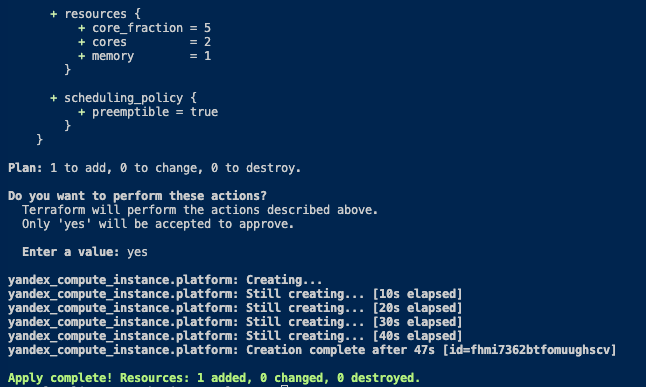 + resources {
+ core_fraction = 5
+ cores = 2
+ memory = 1
}
+ scheduling_policy {
+ preemptible = true
}
}
Plan: 1 to add, 0 to change, 0 to destroy.
Do you want to perform these actions?
Terraform will perform the actions described above.
Only 'yes' will be accepted to approve.
Enter a value: yes
yandex_compute_instance.platform: Creating...
yandex_compute_instance.platform: Still creating... [10s elapsed]
yandex_compute_instance.platform: Still creating... [20s elapsed]
yandex_compute_instance.platform: Still creating... [30s elapsed]
yandex_compute_instance.platform: Still creating... [40s elapsed]
yandex_compute_instance.platform: Creation complete after 47s [id=fhmi7362btfomuughscv]
Apply complete! Resources: 1 added, 0 changed, 0 destroyed.